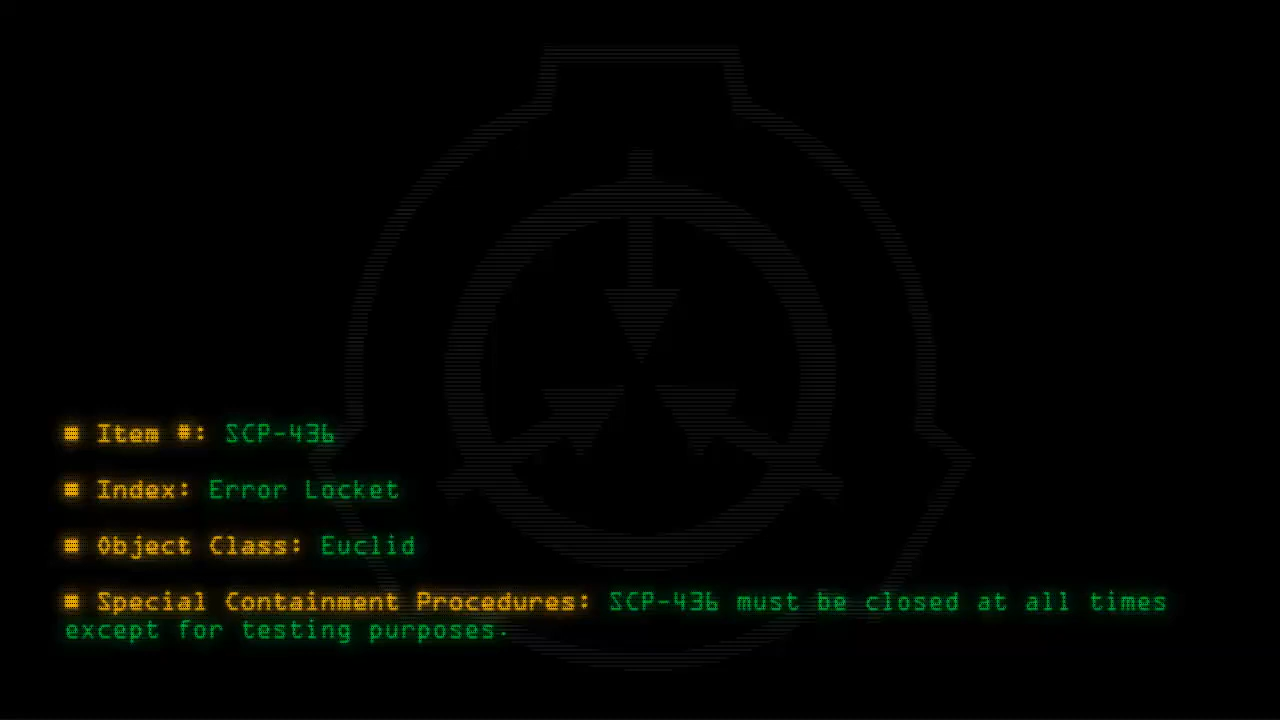 ■ Item #: SCP-436
■ Index: Error Locket
■ Object Class: Euclid
■ Special Containment Procedures: SCP-436 must be closed at all times
except for testing purposes.